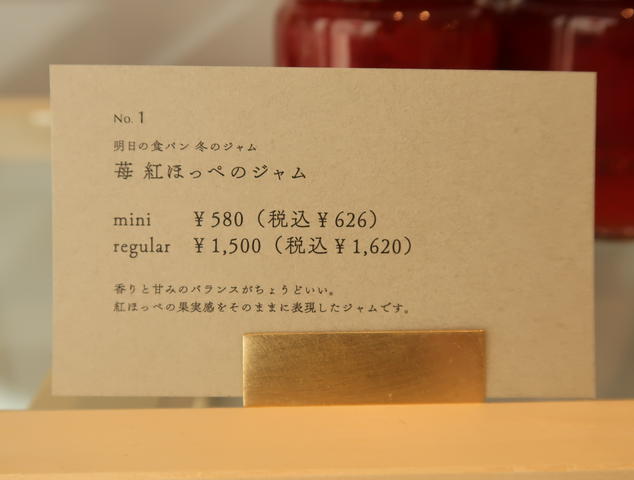 No. 1
明日の食パン 冬のジャム
苺 紅ほっぺのジャム
mini ¥580（税込¥626）
regular ¥1,500（税込¥1,620）
香りと甘みのバランスがちょうどいい。
紅ほっぺの果実感をそのままに表現したジャムです。